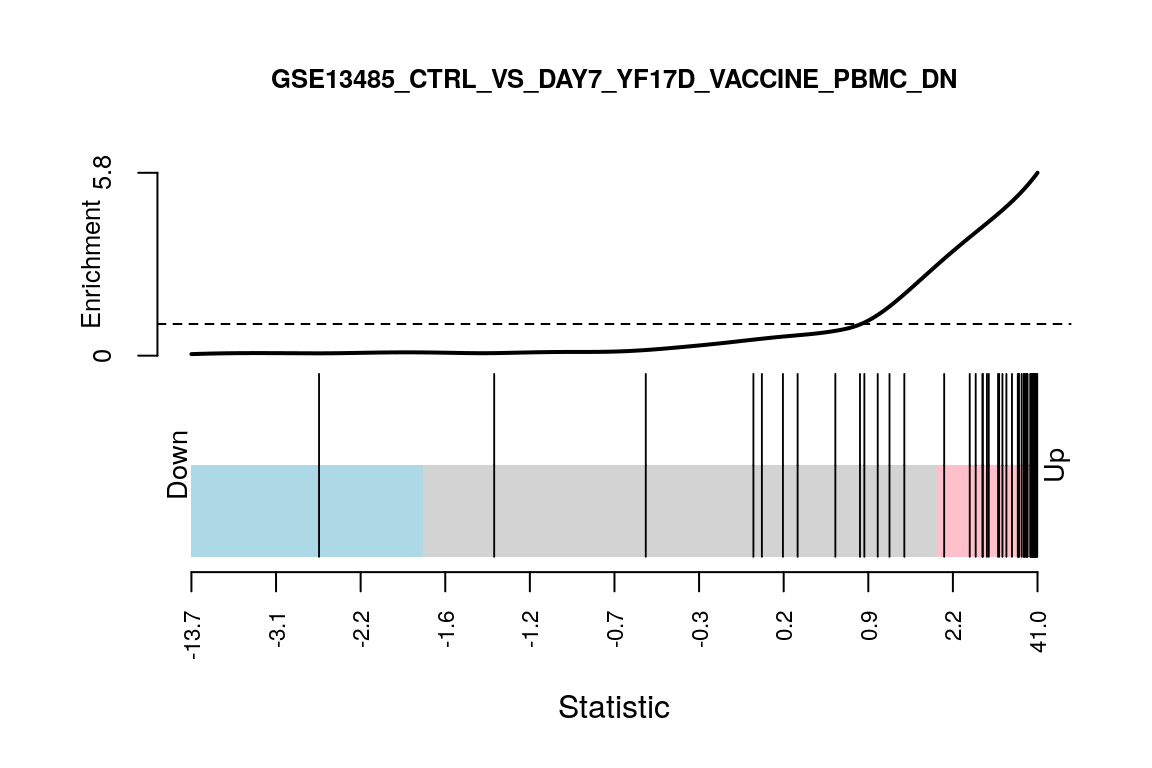 GSE13485_CTRL_VS_DAY7_YF17D_VACCINE_PBMC_DN
5.8
Enrichment
0
Down
Up
-13.7 -3.1 -2.2 -1.6 -1.2 -0.7 -0.3 0.2 0.9 2.2 41.0
Statistic